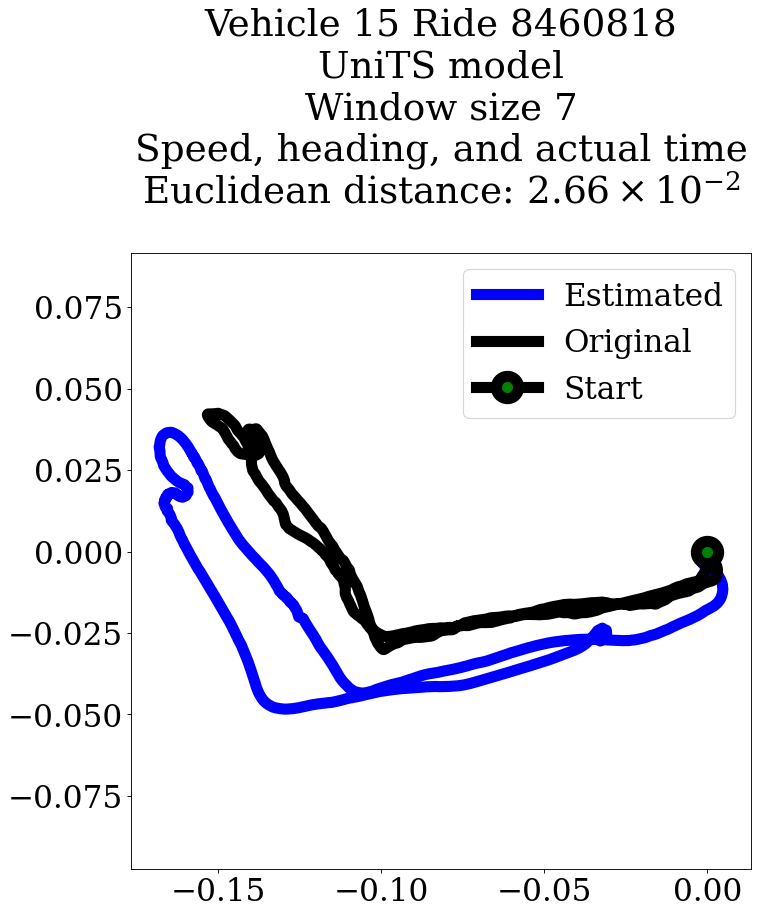 Vehicle 15 Ride 8460818
UniTS model
Window size 7
Speed, heading, and actual time
Euclidean distance: 2.66 × 10⁻²
Estimated
Original
Start
0.075
0.050
0.025
0.000
−0.025
−0.050
−0.075
−0.15
−0.10
−0.05
0.00